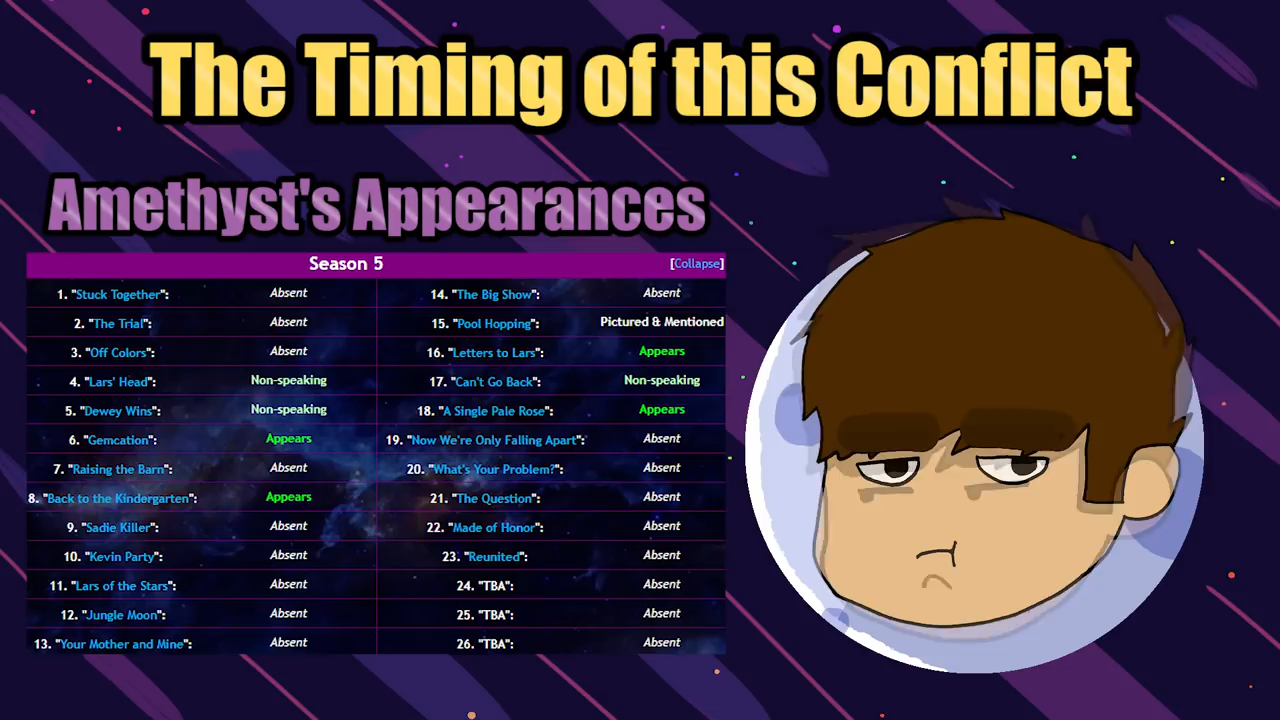 The Timing of this Conflict
Amethyst's Appearances
Season 5 [Collapse]
1. "Stuck Together": Absent 14. "The Big Show": Absent
2. "The Trial": Absent 15. "Pool Hopping": Pictured & Mentioned
3. "Off Colors": Absent 16. "Letters to Lars": Appears
4. "Lars' Head": Non-speaking 17. "Can't Go Back": Non-speaking
5. "Dewey Wins": Non-speaking 18. "A Single Pale Rose": Appears
6. "Gemcation": Appears 19. "Now We're Only Falling Apart": Absent
7. "Raising the Barn": Absent 20. "What's Your Problem?": Absent
8. "Back to the Kindergarten": Appears 21. "The Question": Absent
9. "Sadie Killer": Absent 22. "Made of Honor": Absent
10. "Kevin Party": Absent 23. "Reunited": Absent
11. "Lars of the Stars": Absent 24. "TBA": Absent
12. "Jungle Moon": Absent 25. "TBA": Absent
13. "Your Mother and Mine": Absent 26. "TBA": Absent